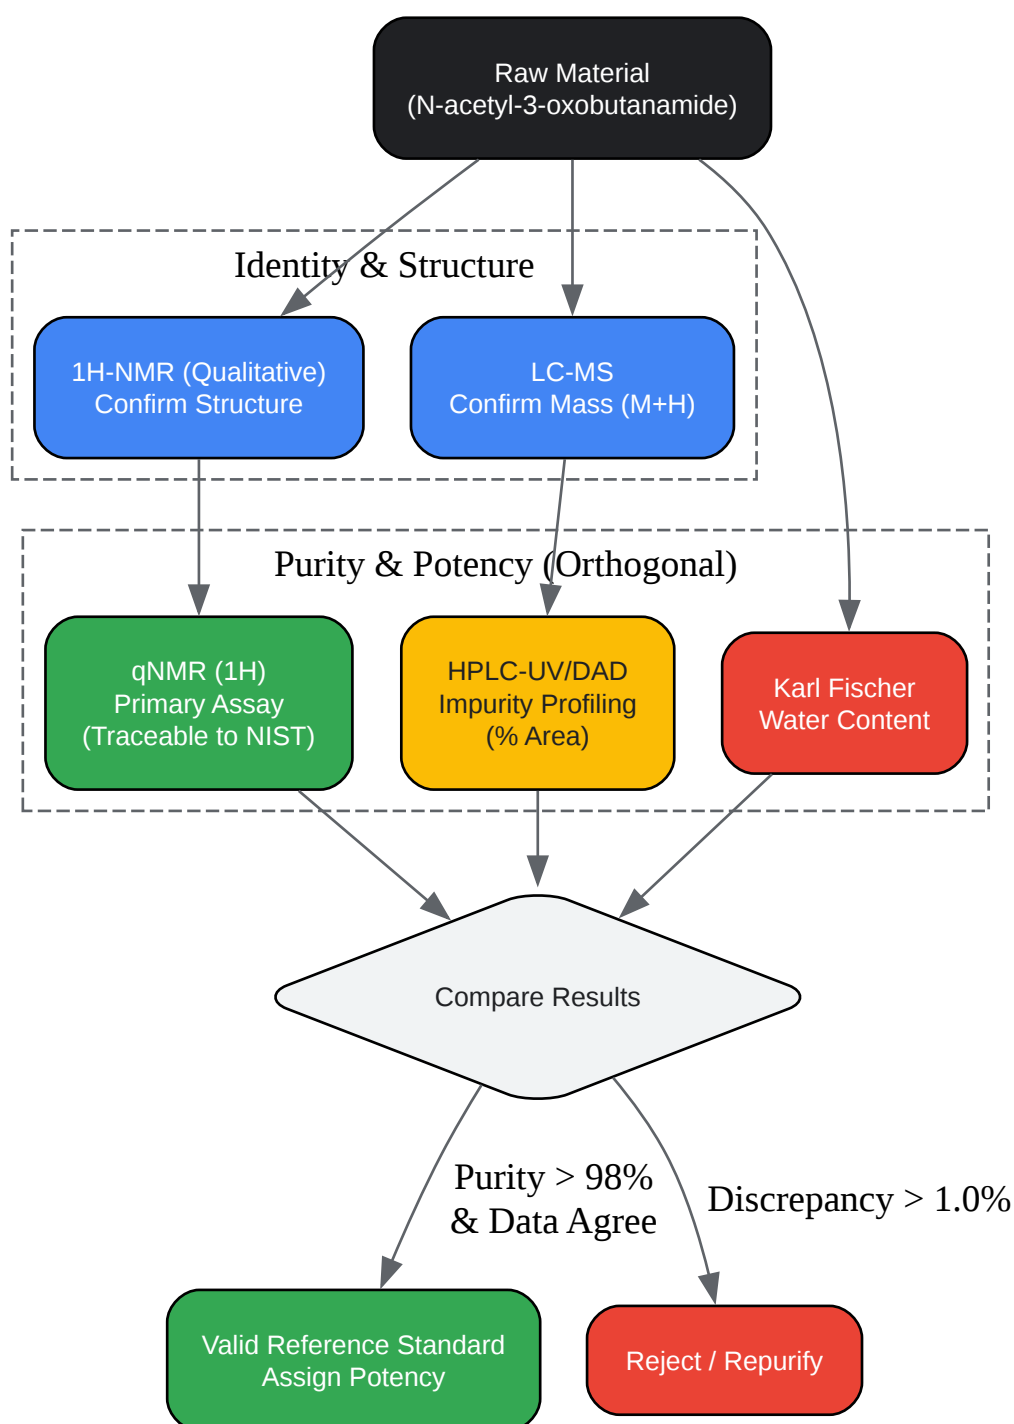 Raw Material
(N-acetyl-3-oxobutanamide)
Identity & Structure
1H-NMR (Qualitative)
Confirm Structure
LC-MS
Confirm Mass (M+H)
Purity & Potency (Orthogonal)
qNMR (1H)
Primary Assay
(Traceable to NIST)
HPLC-UV/DAD
Impurity Profiling
(% Area)
Karl Fischer
Water Content
Compare Results
Purity > 98%
& Data Agree
Discrepancy > 1.0%
Valid Reference Standard
Assign Potency
Reject / Repurify